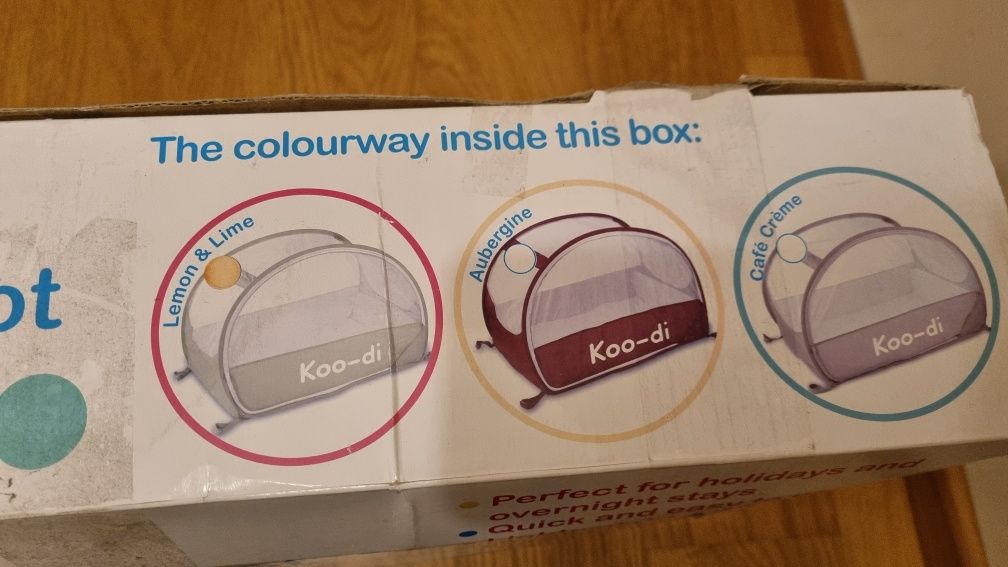 The colourway inside this box:
ot
Lemon & Lime
Koo-di
Aubergine
Koo-di
Café Crème
Koo-di
Perfect for holidays and
overnight stays
Quick and easy